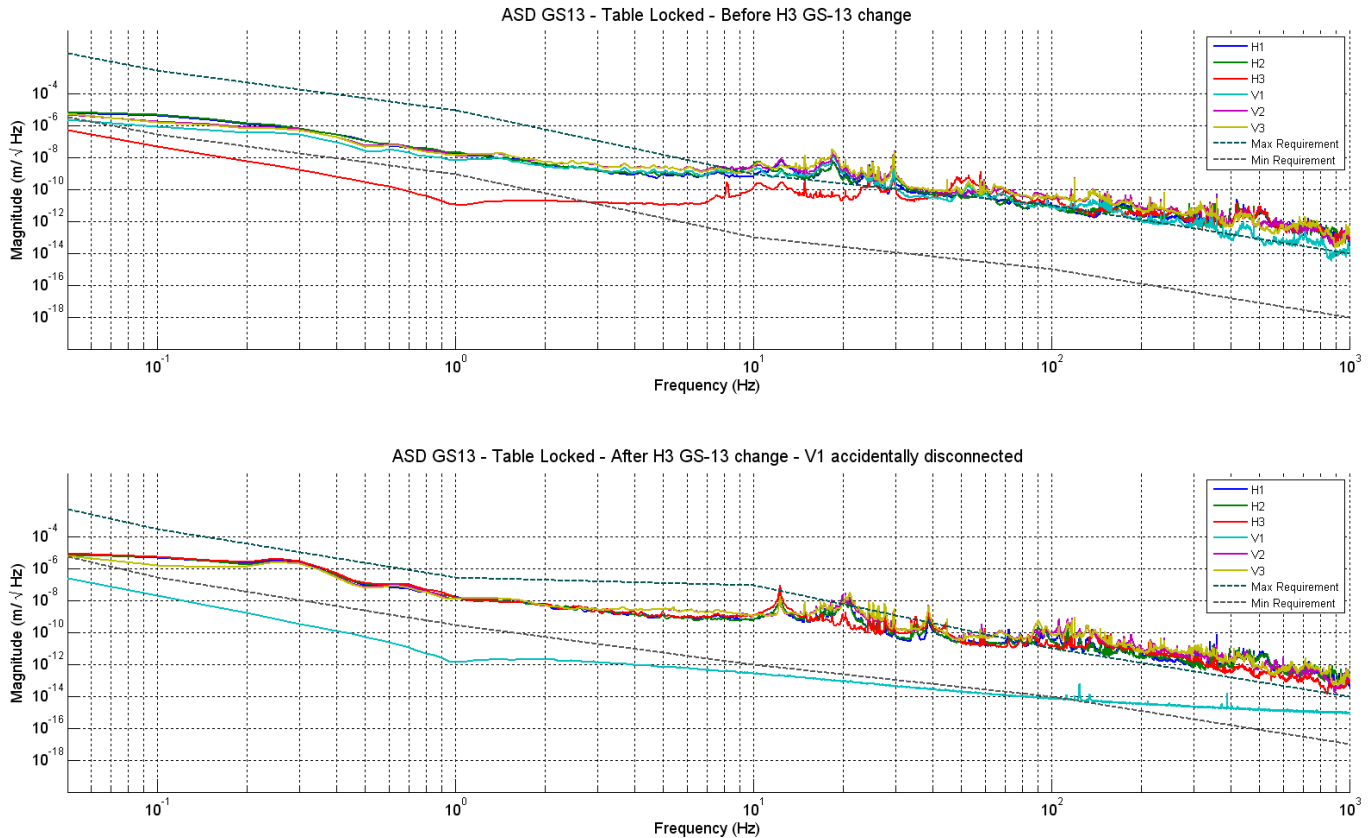 ASD GS13 - Table Locked - Before H3 GS-13 change
Magnitude (m/ √ Hz)
10^-4
10^-6
10^-8
10^-10
10^-12
10^-14
10^-16
10^-18
H1
H2
H3
V1
V2
V3
Max Requirement
Min Requirement
10^-1
10^0
10^1
10^2
10^3
Frequency (Hz)
ASD GS13 - Table Locked - After H3 GS-13 change - V1 accidentally disconnected
Magnitude (m/ √ Hz)
10^-4
10^-6
10^-8
10^-10
10^-12
10^-14
10^-16
10^-18
H1
H2
H3
V1
V2
V3
Max Requirement
Min Requirement
10^-1
10^0
10^1
10^2
10^3
Frequency (Hz)